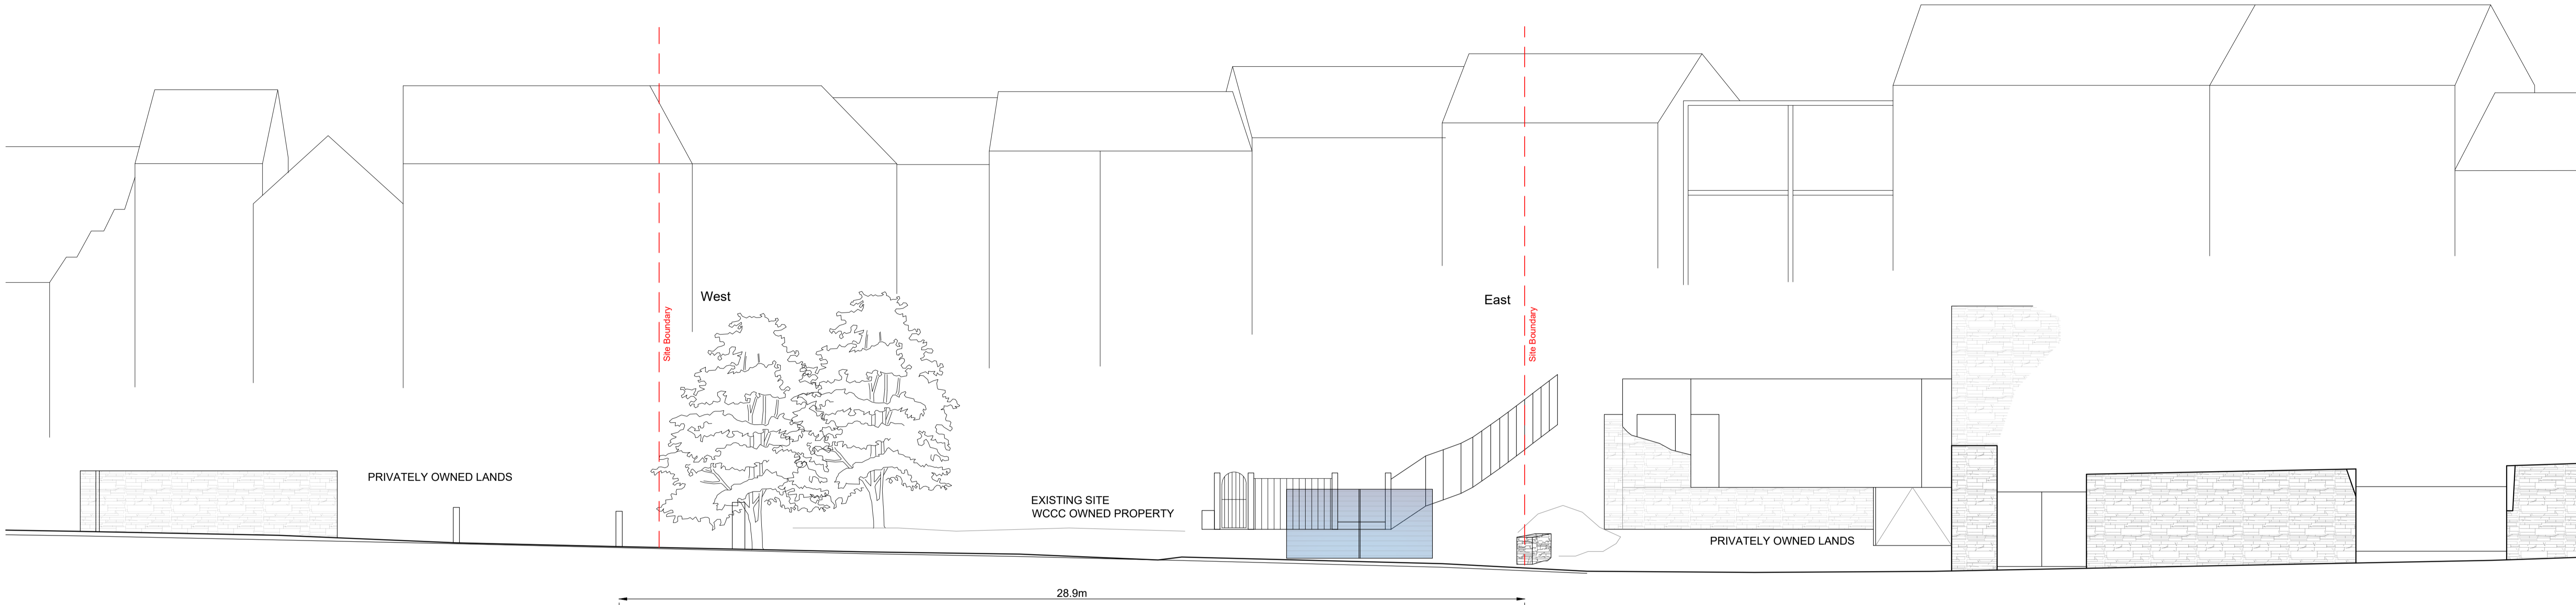 West
East
Site Boundary
Site Boundary
PRIVATELY OWNED LANDS
EXISTING SITE
WCCC OWNED PROPERTY
PRIVATELY OWNED LANDS
28.9m